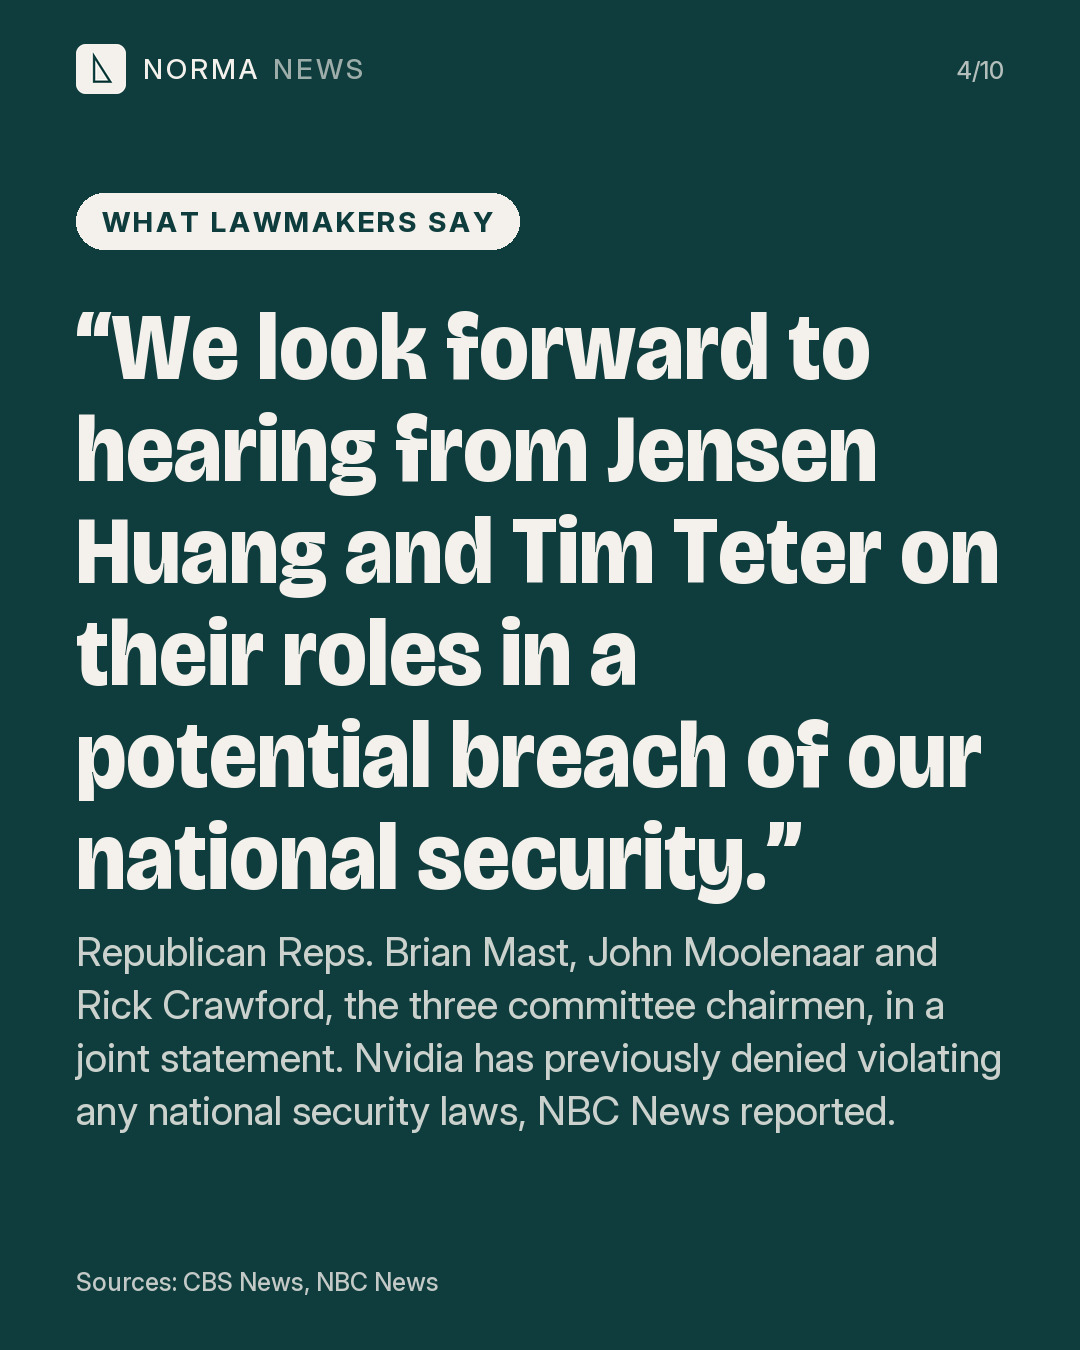 NORMA NEWS
4/10
WHAT LAWMAKERS SAY
“We look forward to
hearing from Jensen
Huang and Tim Teter on
their roles in a
potential breach of our
national security.”
Republican Reps. Brian Mast, John Moolenaar and
Rick Crawford, the three committee chairmen, in a
joint statement. Nvidia has previously denied violating
any national security laws, NBC News reported.
Sources: CBS News, NBC News